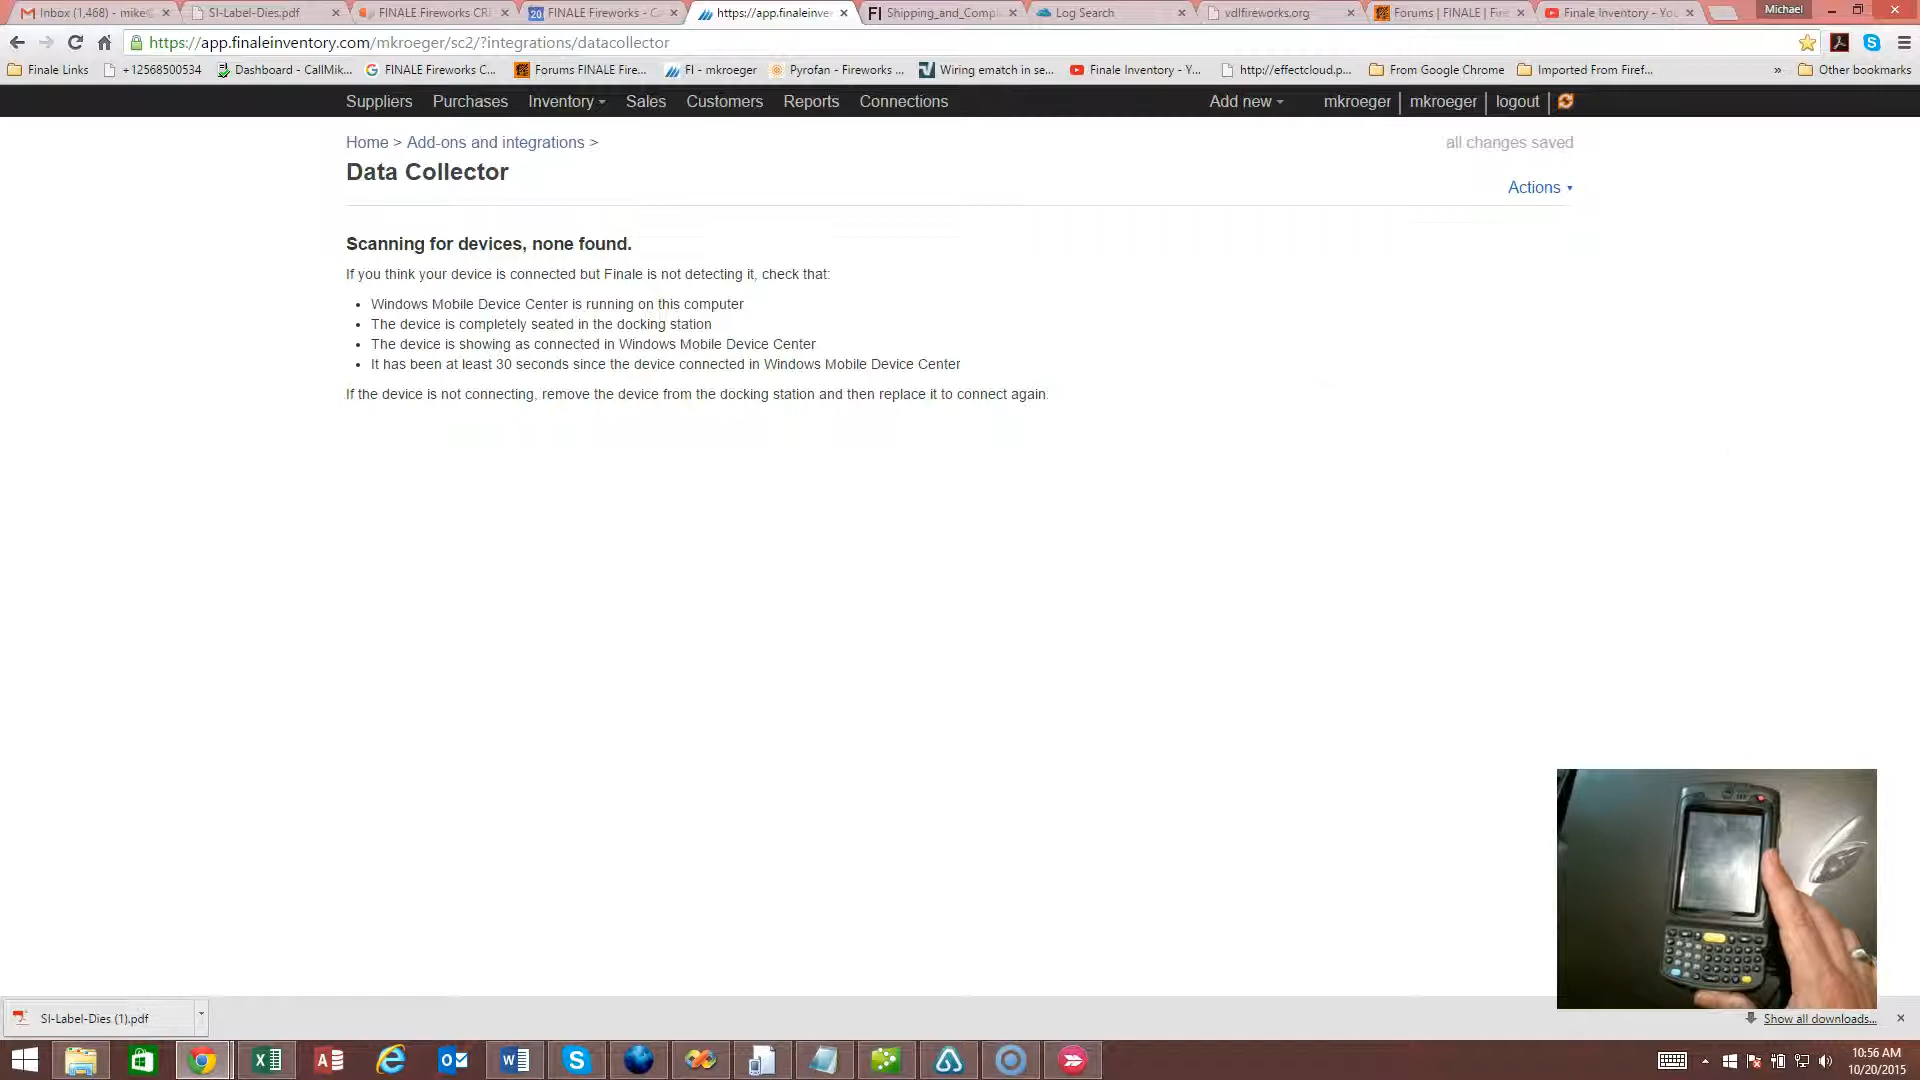 Inbox (1,468) - mike@
SI-Label-Dies.pdf
FINALE Fireworks CRM
FINALE Fireworks - Ca
https://app.finaleinve
Shipping_and_Compl
Log Search
vdlfireworks.org
Forums | FINALE | Fire
Finale Inventory - You
Michael
https://app.finaleinventory.com/mkroeger/sc2/?integrations/datacollector
Finale Links
+12568500534
Dashboard - CallMik...
FINALE Fireworks C...
Forums FINALE Fire...
FI - mkroeger
Pyrofan - Fireworks ...
Wiring ematch in se...
Finale Inventory - Y...
http://effectcloud.p...
From Google Chrome
Imported From Firef...
»
Other bookmarks
Suppliers
Purchases
Inventory
Sales
Customers
Reports
Connections
Add new
mkroeger
mkroeger
logout
Home > Add-ons and integrations >
all changes saved
Data Collector
Actions
Scanning for devices, none found.
If you think your device is connected but Finale is not detecting it, check that:
• Windows Mobile Device Center is running on this computer
• The device is completely seated in the docking station
• The device is showing as connected in Windows Mobile Device Center
• It has been at least 30 seconds since the device connected in Windows Mobile Device Center
If the device is not connecting, remove the device from the docking station and then replace it to connect again.
SI-Label-Dies (1).pdf
Show all downloads...
10:56 AM
10/20/2015